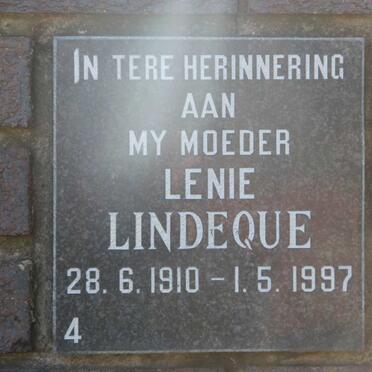 IN TERE HERINNERING
AAN
MY MOEDER
LENIE
LINDEQUE
28. 6. 1910 – 1. 5. 1997
4